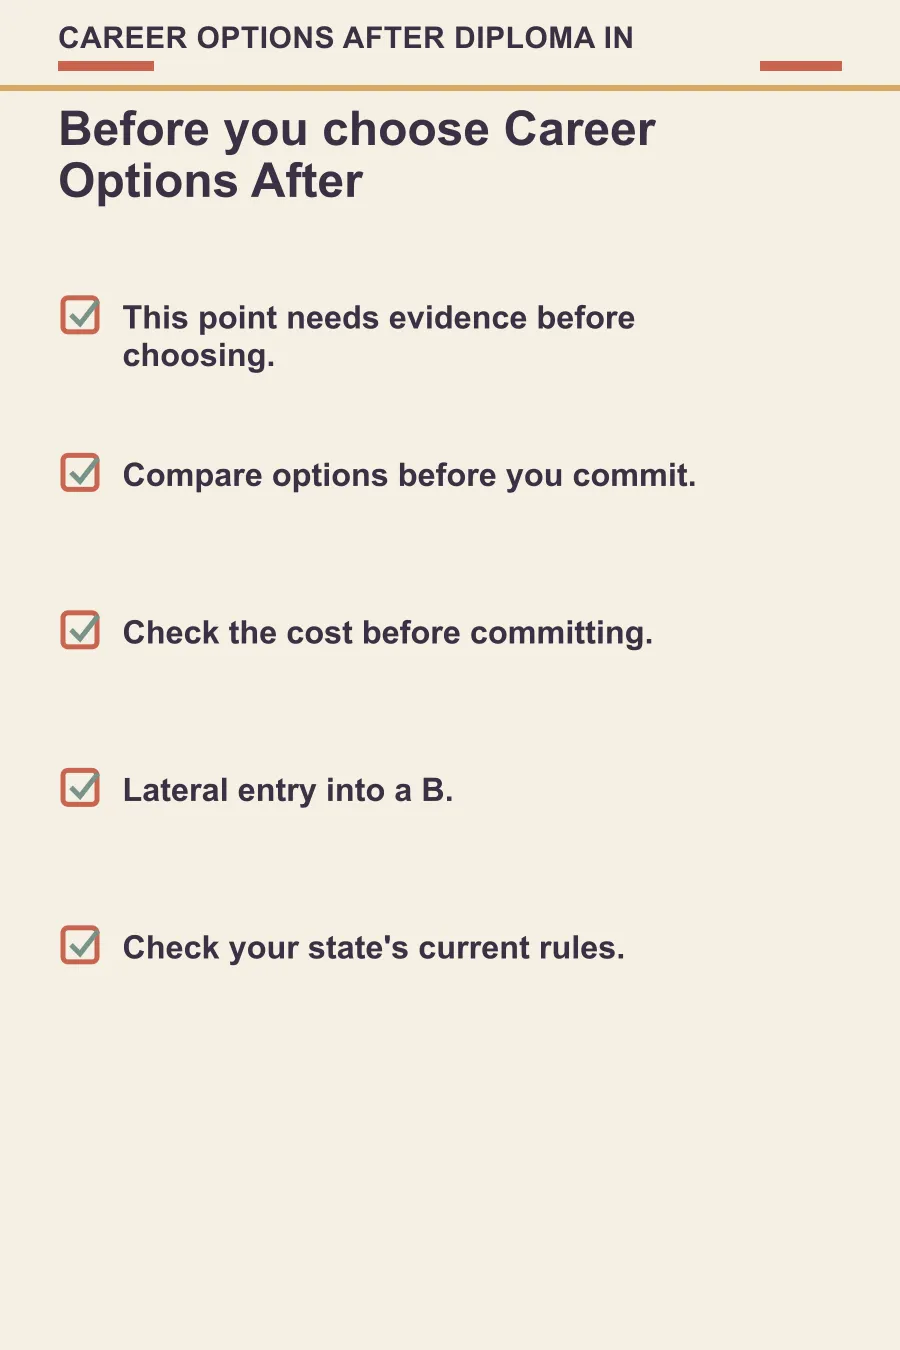 CAREER OPTIONS AFTER DIPLOMA IN
Before you choose Career
Options After
This point needs evidence before
choosing.
Compare options before you commit.
Check the cost before committing.
Lateral entry into a B.
Check your state's current rules.